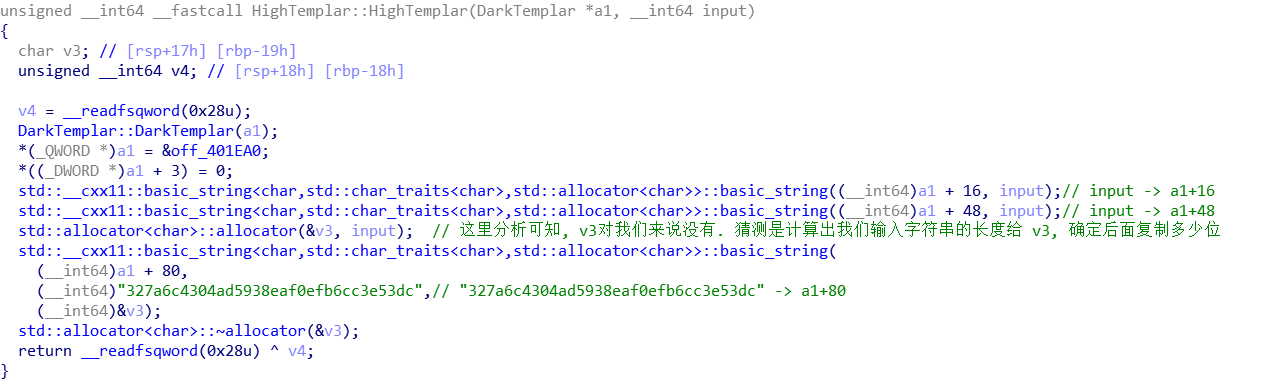 unsigned __int64 __fastcall HighTemplar::HighTemplar(DarkTemplar *a1, __int64 input)
{
  char v3; // [rsp+17h] [rbp-19h]
  unsigned __int64 v4; // [rsp+18h] [rbp-18h]

  v4 = __readfsqword(0x28u);
  DarkTemplar::DarkTemplar(a1);
  *(_QWORD *)a1 = &off_401EA0;
  *((_DWORD *)a1 + 3) = 0;
  std::__cxx11::basic_string<char,std::char_traits<char>,std::allocator<char>>::basic_string((__int64)a1 + 16, input);// input -> a1+16
  std::__cxx11::basic_string<char,std::char_traits<char>,std::allocator<char>>::basic_string((__int64)a1 + 48, input);// input -> a1+48
  std::allocator<char>::allocator(&v3, input);  // 这里分析可知, v3对我们来说没有. 猜测是计算出我们输入字符串的长度给 v3, 确定后面复制多少位
  std::__cxx11::basic_string<char,std::char_traits<char>,std::allocator<char>>::basic_string(
    (__int64)a1 + 80,
    (__int64)"327a6c4304ad5938eaf0efb6cc3e53dc",// "327a6c4304ad5938eaf0efb6cc3e53dc" -> a1+80
    (__int64)&v3);
  std::allocator<char>::~allocator(&v3);
  return __readfsqword(0x28u) ^ v4;
}